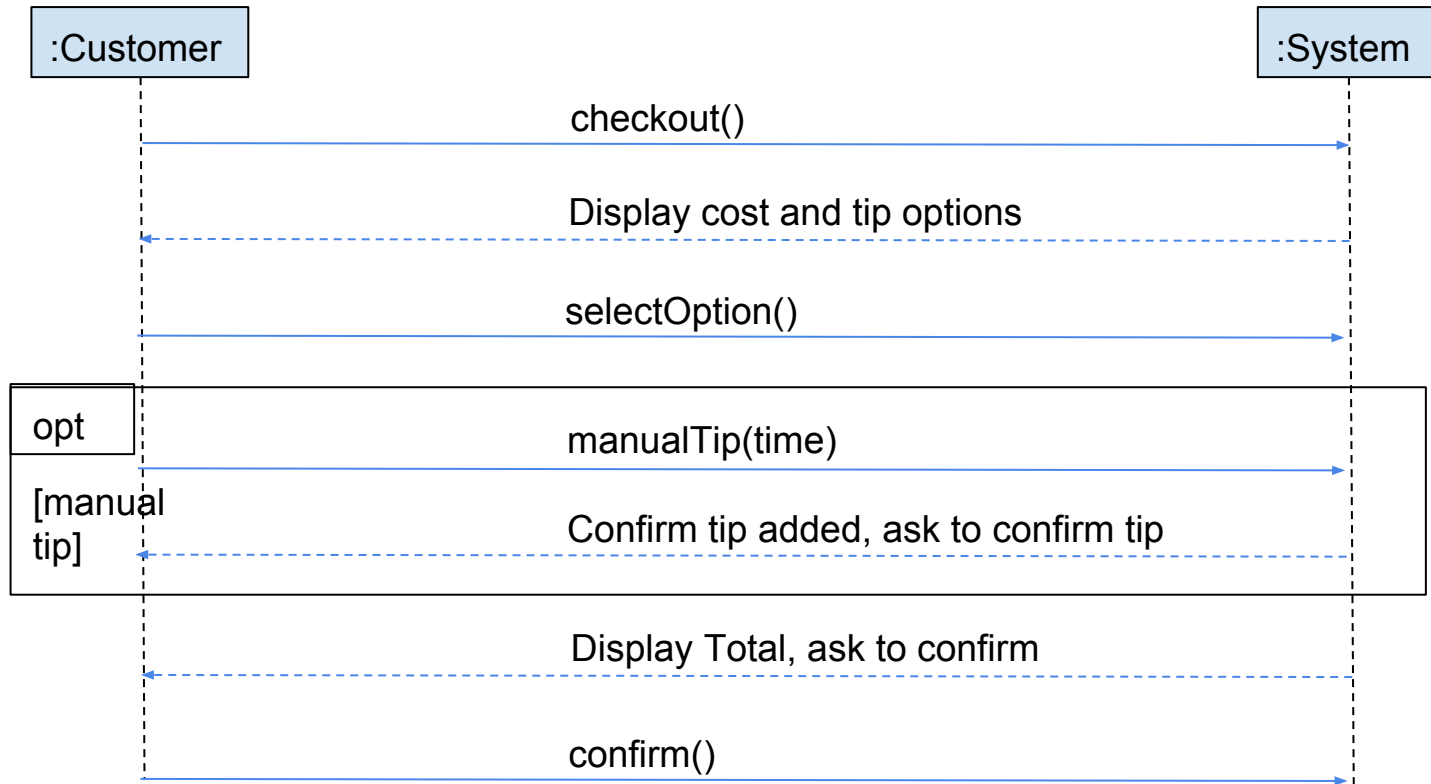 :Customer
:System
checkout()
Display cost and tip options
selectOption()
opt
manualTip(time)
[manual
tip]
Confirm tip added, ask to confirm tip
Display Total, ask to confirm
confirm()